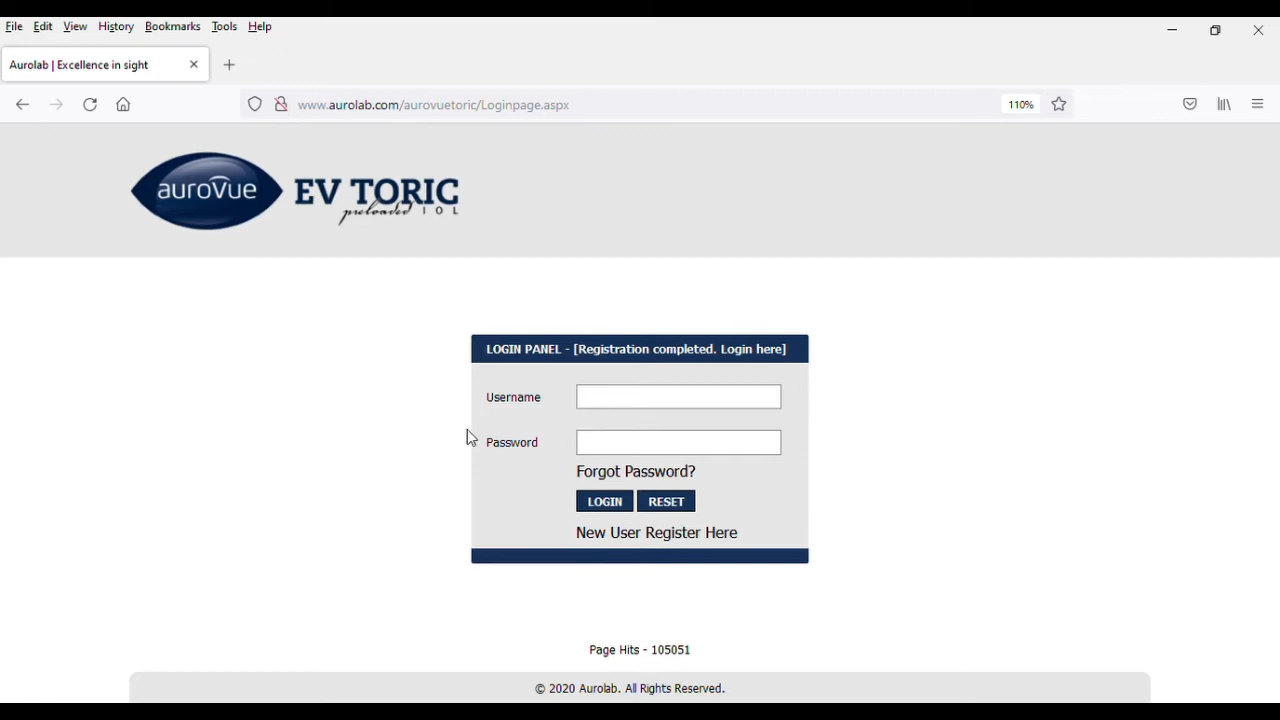 File Edit View History Bookmarks Tools Help
Aurolab | Excellence in sight
www.aurolab.com/aurovuetoric/Loginpage.aspx 110%
auroVue EV TORIC
preloaded IOL
LOGIN PANEL - [Registration completed. Login here]
Username
Password
Forgot Password?
LOGIN RESET
New User Register Here
Page Hits - 105051
© 2020 Aurolab. All Rights Reserved.